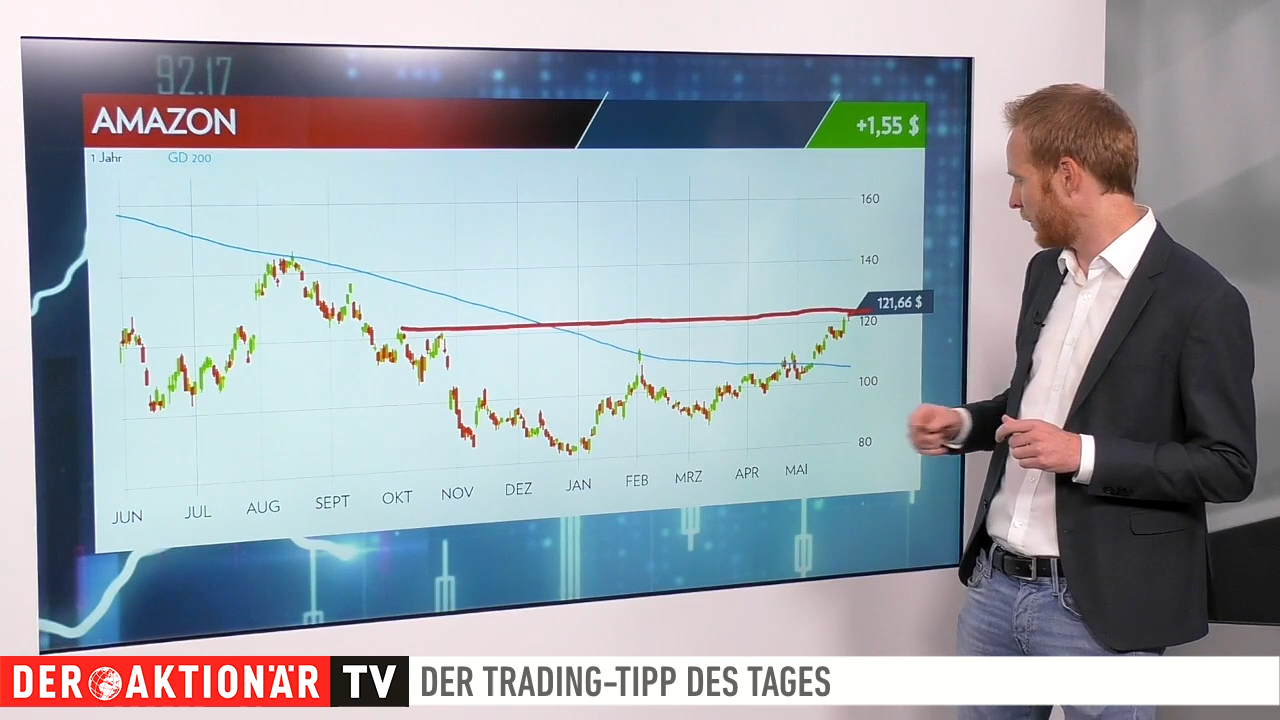 92.17
AMAZON
+1,55 $
1 Jahr
GD 200
160
140
121,66 $
120
100
80
JUN
JUL
AUG
SEPT
OKT
NOV
DEZ
JAN
FEB
MRZ
APR
MAI
DER AKTIONÄR TV
DER TRADING-TIPP DES TAGES